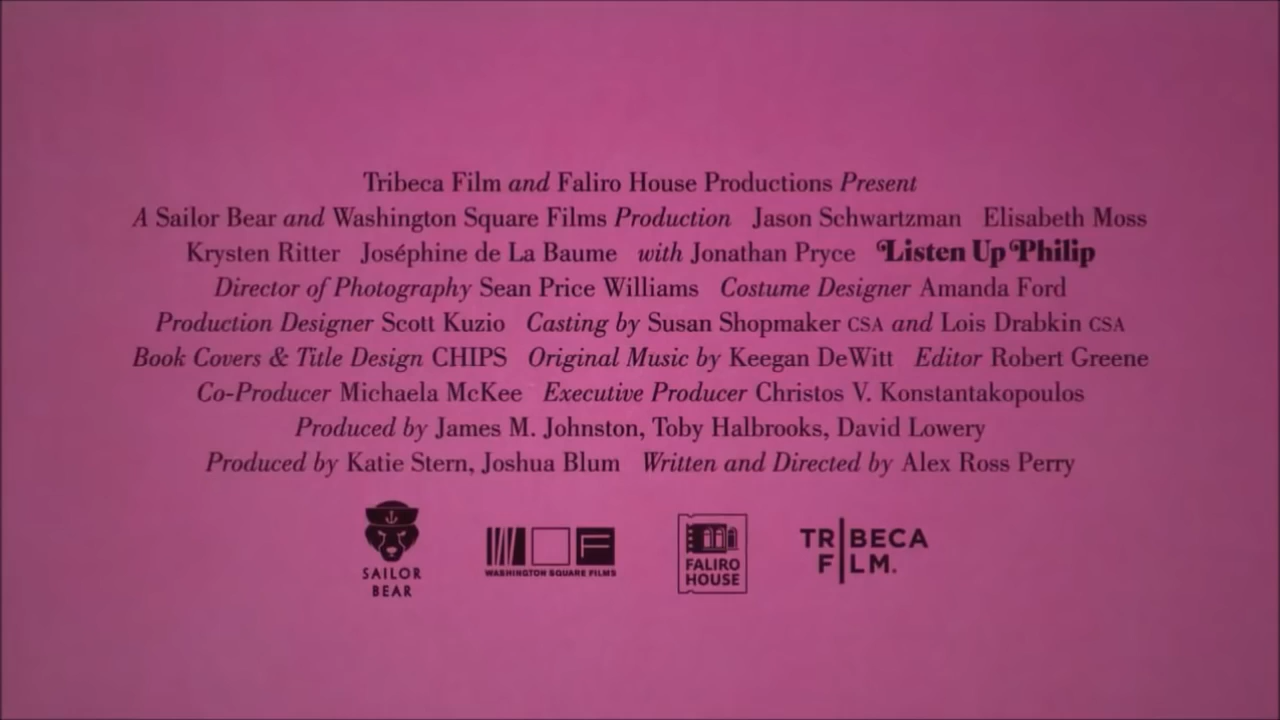 Tribeca Film and Faliro House Productions Present
A Sailor Bear and Washington Square Films Production Jason Schwartzman Elisabeth Moss
Krysten Ritter Joséphine de La Baume with Jonathan Pryce Listen Up Philip
Director of Photography Sean Price Williams Costume Designer Amanda Ford
Production Designer Scott Kuzio Casting by Susan Shopmaker CSA and Lois Drabkin CSA
Book Covers & Title Design CHIPS Original Music by Keegan DeWitt Editor Robert Greene
Co-Producer Michaela McKee Executive Producer Christos V. Konstantakopoulos
Produced by James M. Johnston, Toby Halbrooks, David Lowery
Produced by Katie Stern, Joshua Blum Written and Directed by Alex Ross Perry
SAILOR
BEAR
W F
WASHINGTON SQUARE FILMS
FALIRO
HOUSE
TRIBECA
FILM.